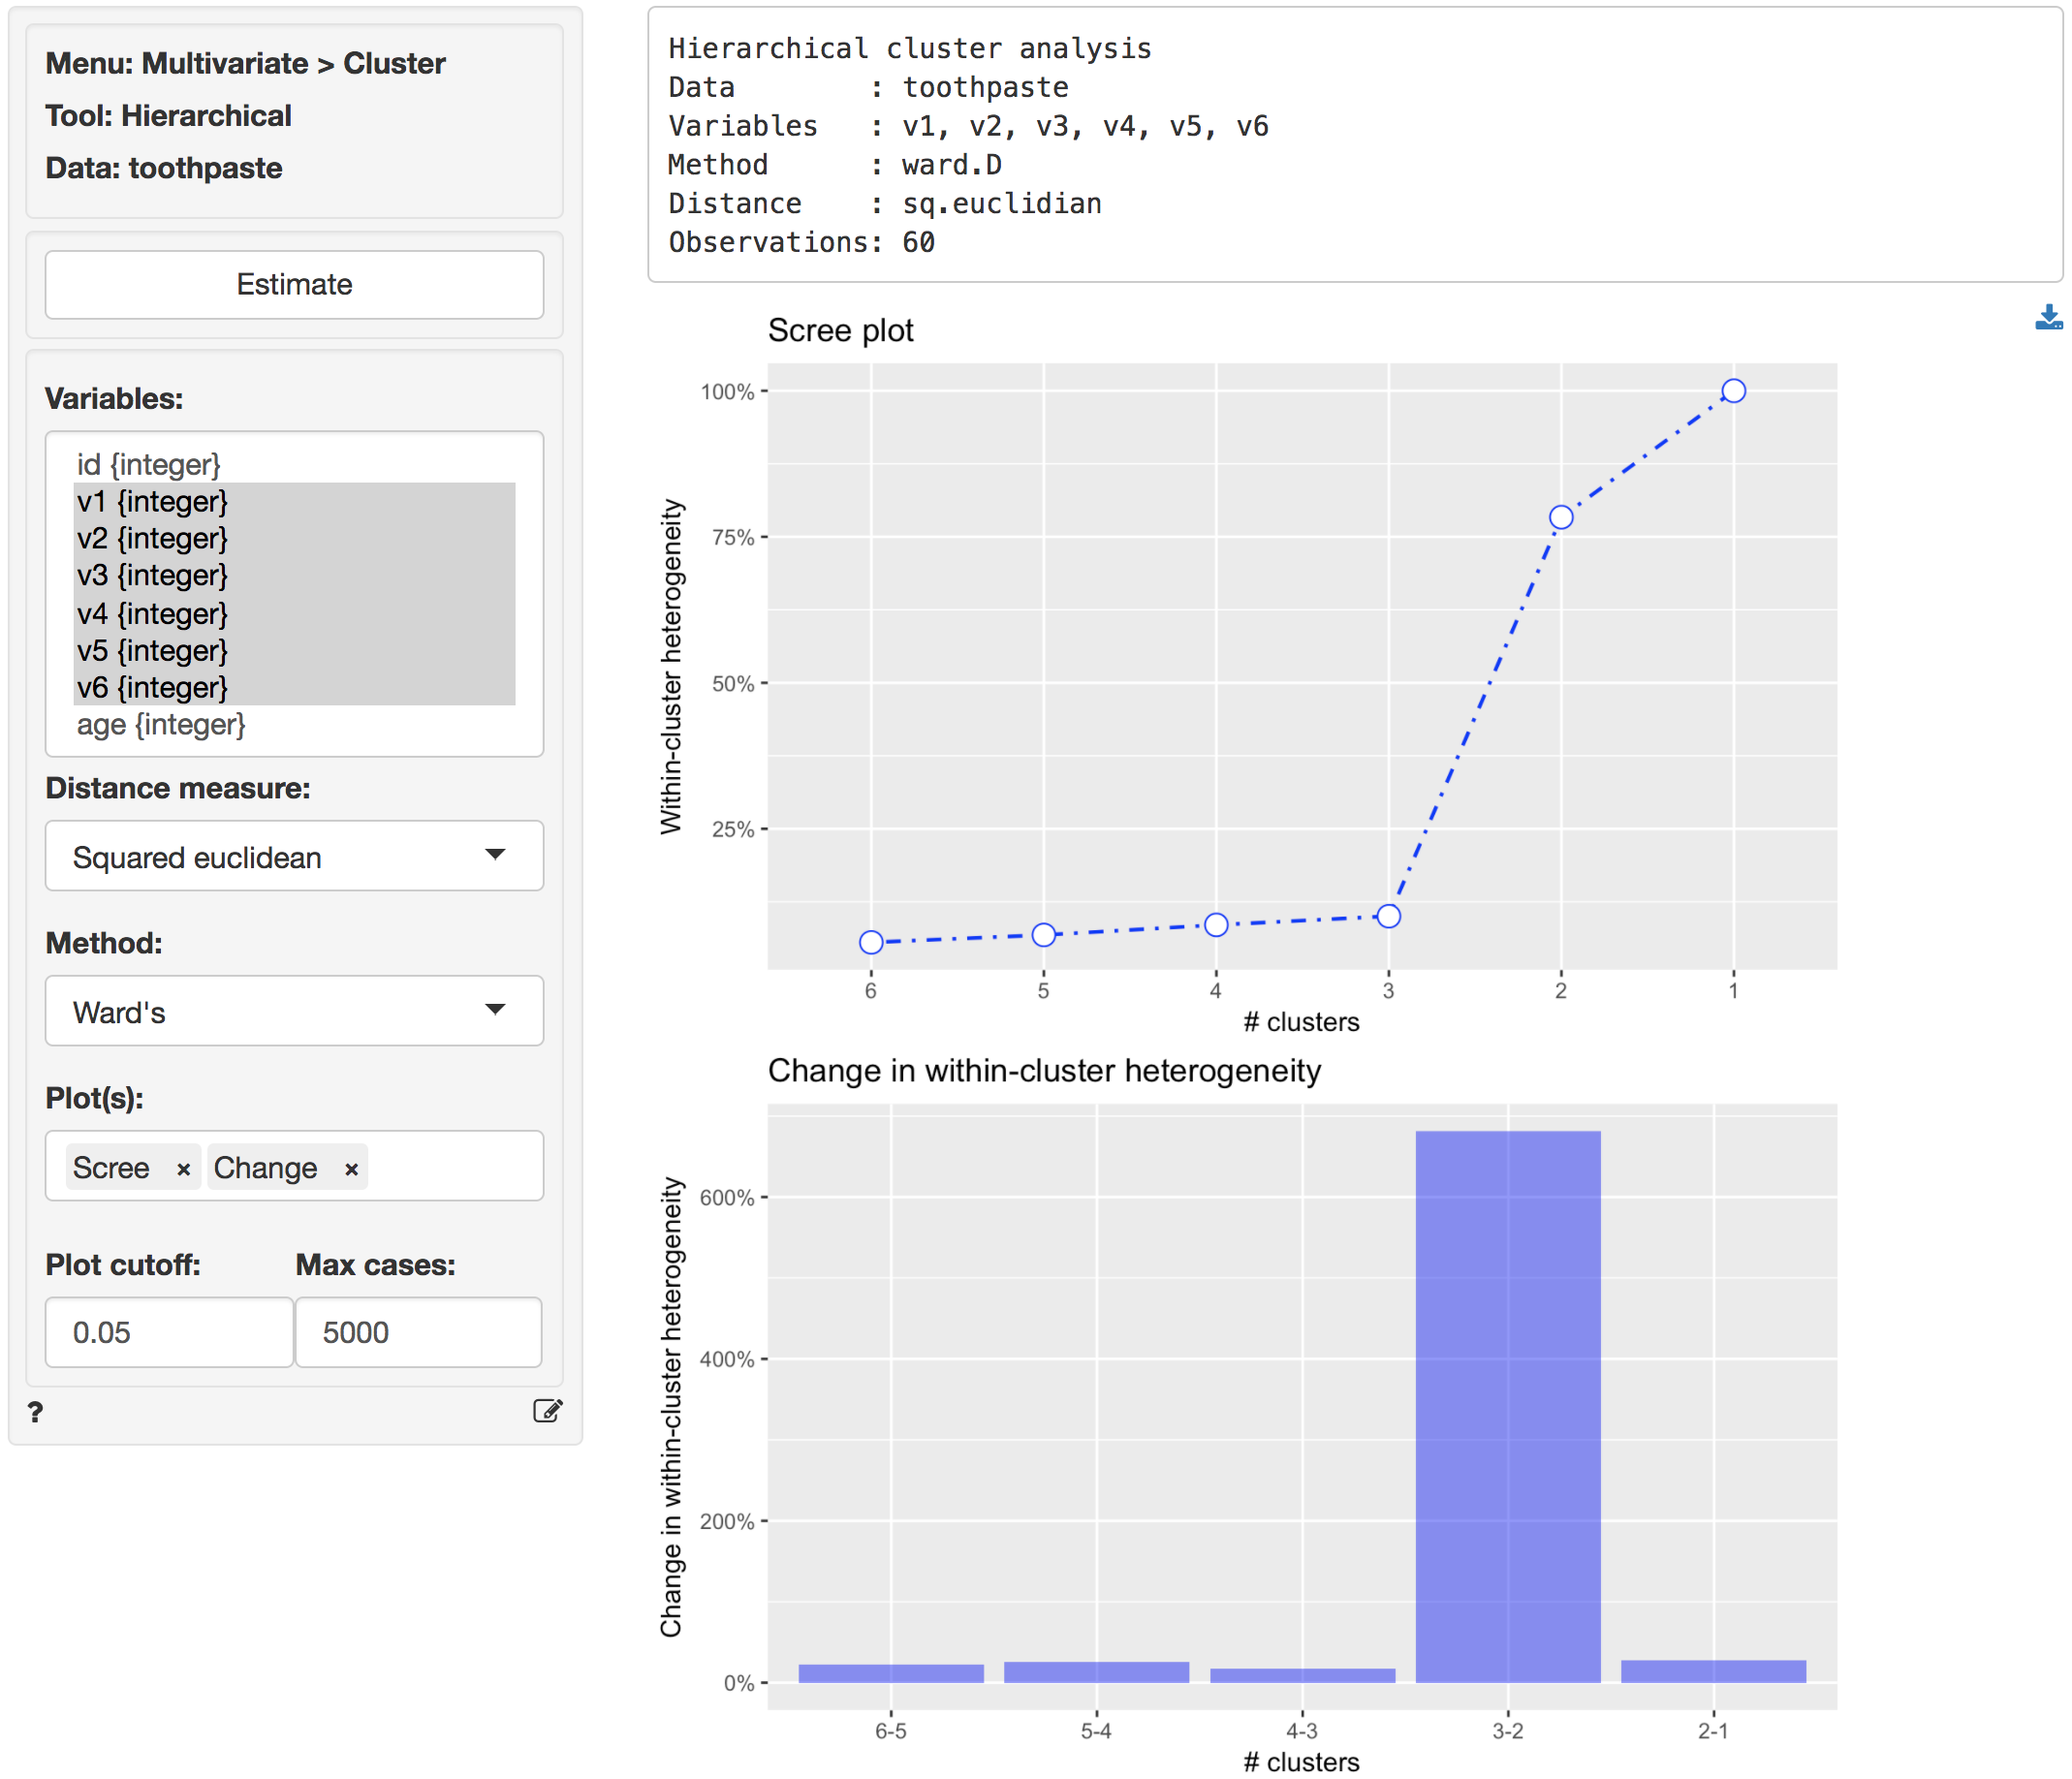 Menu: Multivariate > Cluster
Tool: Hierarchical
Data: toothpaste
Estimate
Variables:
id {integer}
v1 {integer}
v2 {integer}
v3 {integer}
v4 {integer}
v5 {integer}
v6 {integer}
age {integer}
Distance measure:
Squared euclidean
Method:
Ward's
Plot(s):
Scree × Change ×
Plot cutoff: Max cases:
0.05 5000
?
Hierarchical cluster analysis
Data        : toothpaste
Variables   : v1, v2, v3, v4, v5, v6
Method      : ward.D
Distance    : sq.euclidian
Observations: 60
Scree plot
Within-cluster heterogeneity
100%
75%
50%
25%
6 5 4 3 2 1
# clusters
Change in within-cluster heterogeneity
Change in within-cluster heterogeneity
600%
400%
200%
0%
6-5 5-4 4-3 3-2 2-1
# clusters